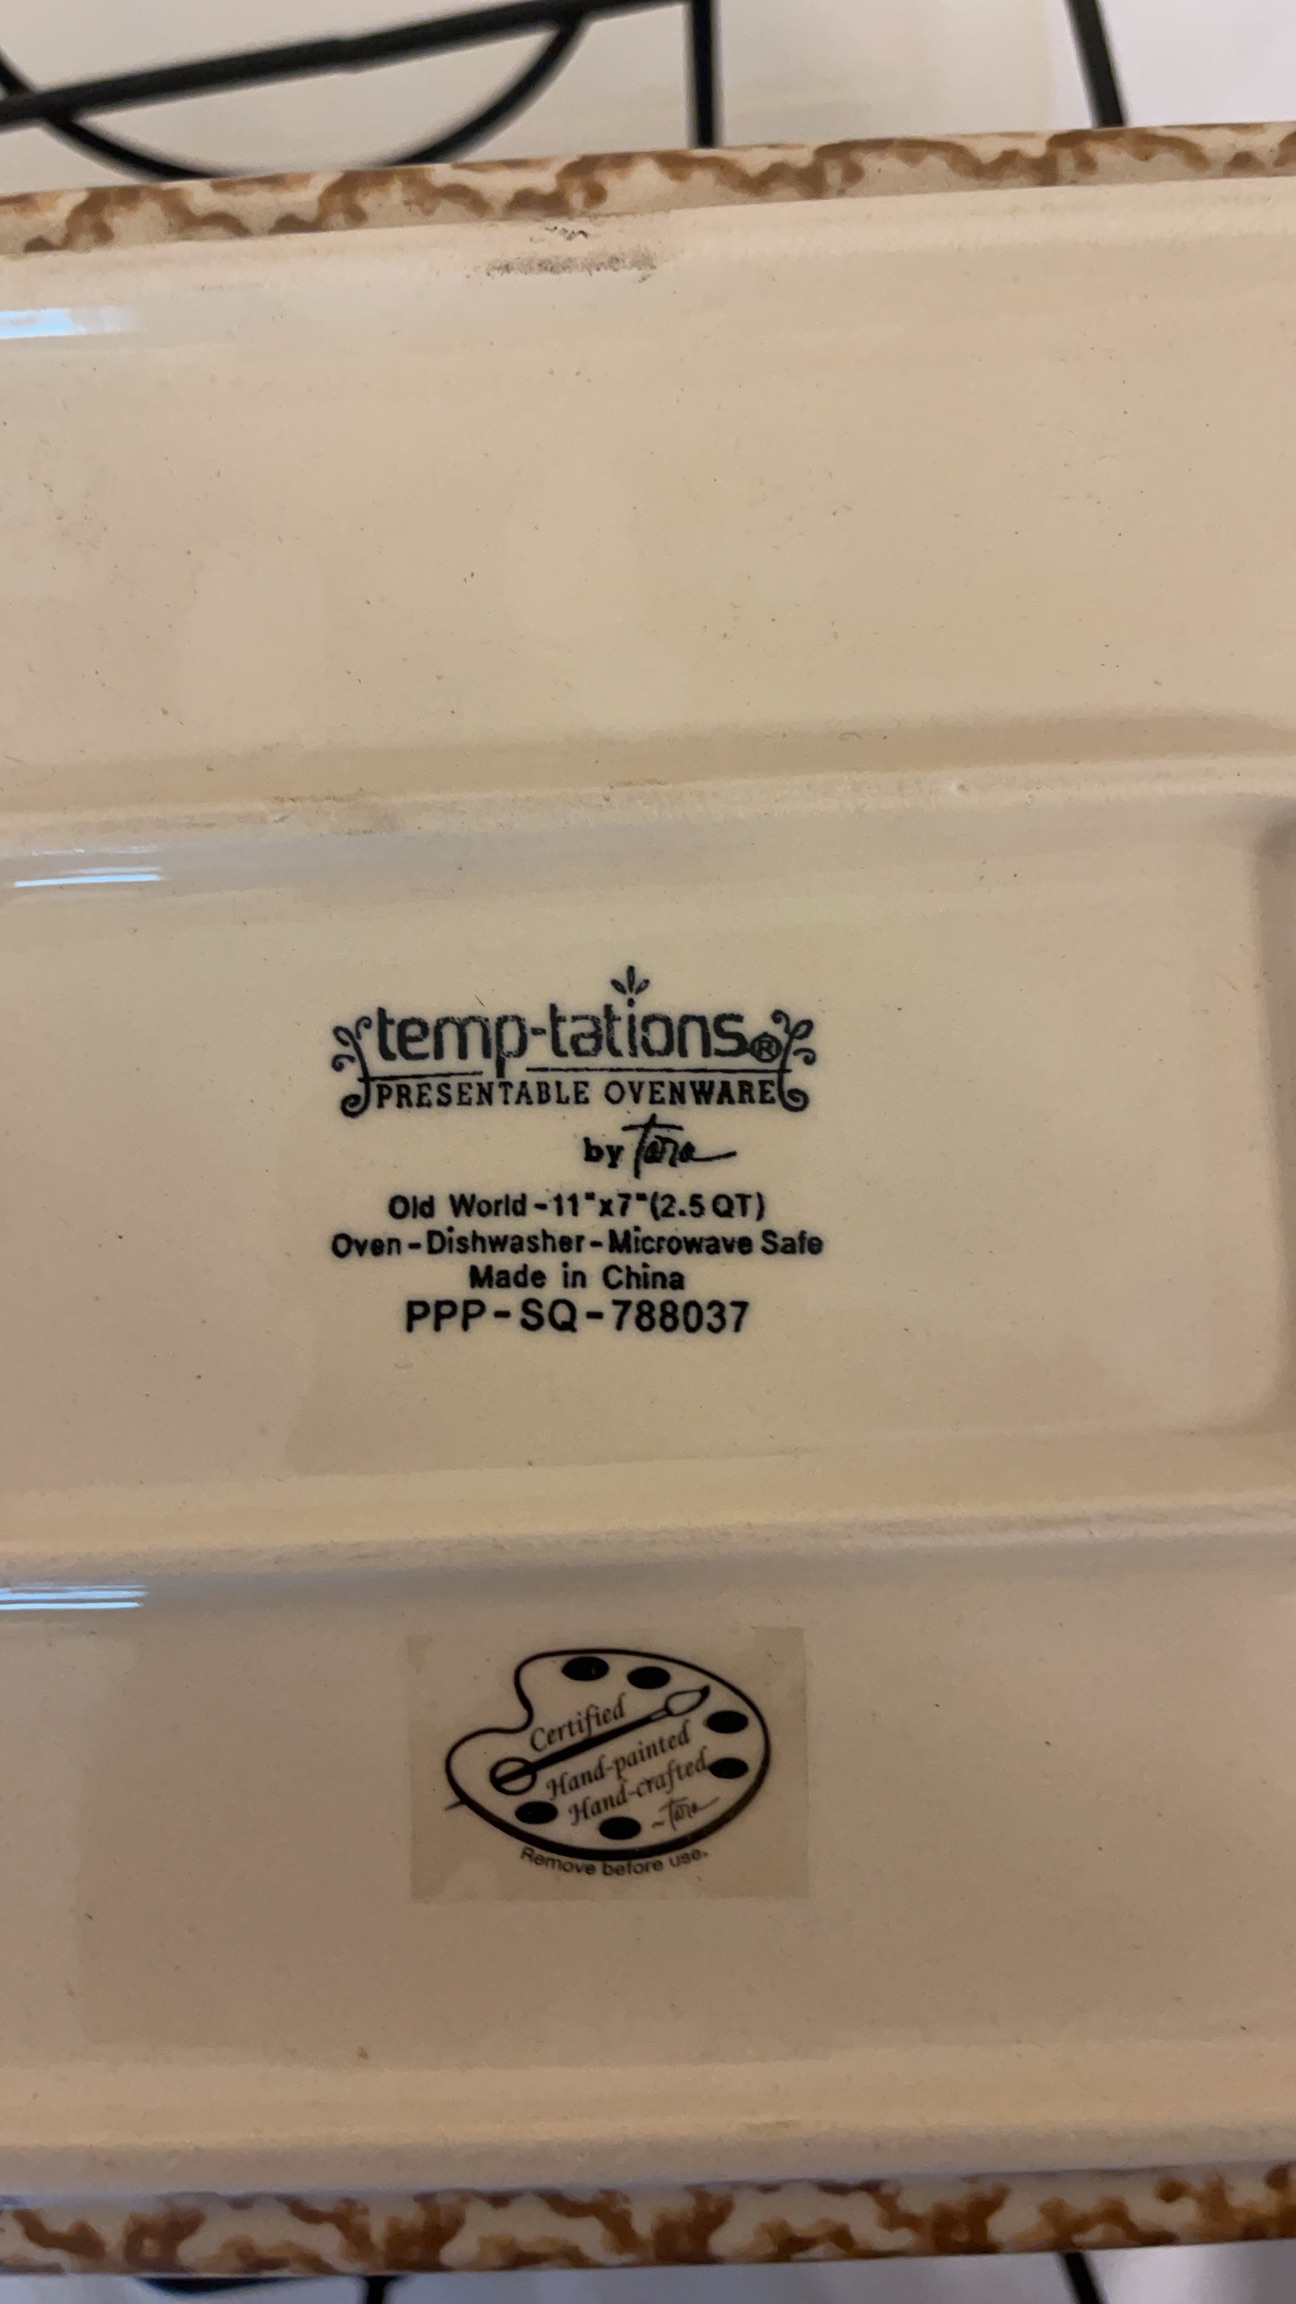 temp-tations®
PRESENTABLE OVENWARE
by Tara
Old World-11"x7"(2.5 QT)
Oven-Dishwasher-Microwave Safe
Made in China
PPP-SQ-788037
Certified
Hand-painted
Hand-crafted
~Tara
Remove before use.